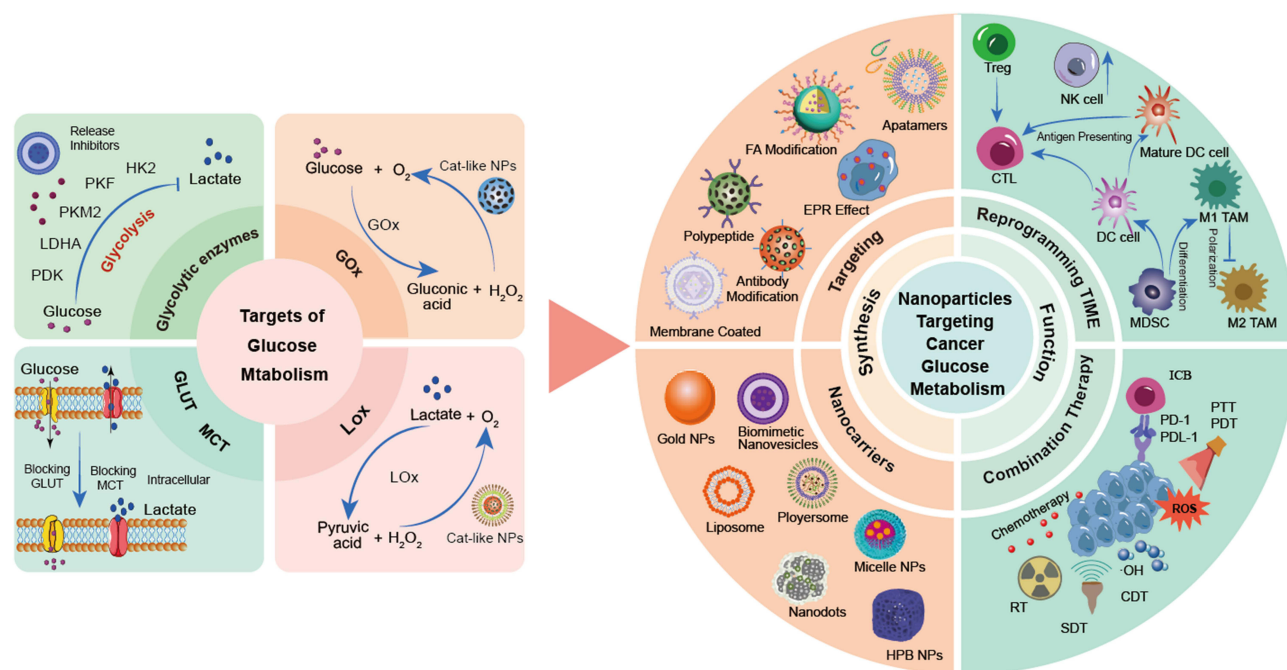 Release
Inhibitors
HK2
PKF
PKM2
LDHA
PDK
Glucose
Glycolysis
Lactate
Glycolytic enzymes
Glucose + O2
Cat-like NPs
GOx
Gluconic + H2O2
acid
GOx
Targets of
Glucose
Mtabolism
Glucose
Blocking
GLUT
Blocking
MCT
Intracellular
Lactate
GLUT
MCT
Lox
Lactate + O2
LOx
Pyruvic
acid + H2O2
Cat-like NPs
Apatamers
FA Modification
EPR Effect
Polypeptide
Antibody
Modification
Membrane Coated
Targeting
Synthesis
Nanocarriers
Nanoparticles
Targeting
Cancer
Glucose
Metabolism
Function
Reprogramming TIME
Combination Therapy
Treg
NK cell
Antigen Presenting
Mature DC cell
CTL
DC cell
M1 TAM
Differentiation
Polarization
MDSC
M2 TAM
Gold NPs
Biomimetic
Nanovesicles
Liposome
Ployersome
Micelle NPs
Nanodots
HPB NPs
ICB
PD-1
PDL-1
PTT
PDT
ROS
Chemotherapy
·OH
CDT
RT
SDT